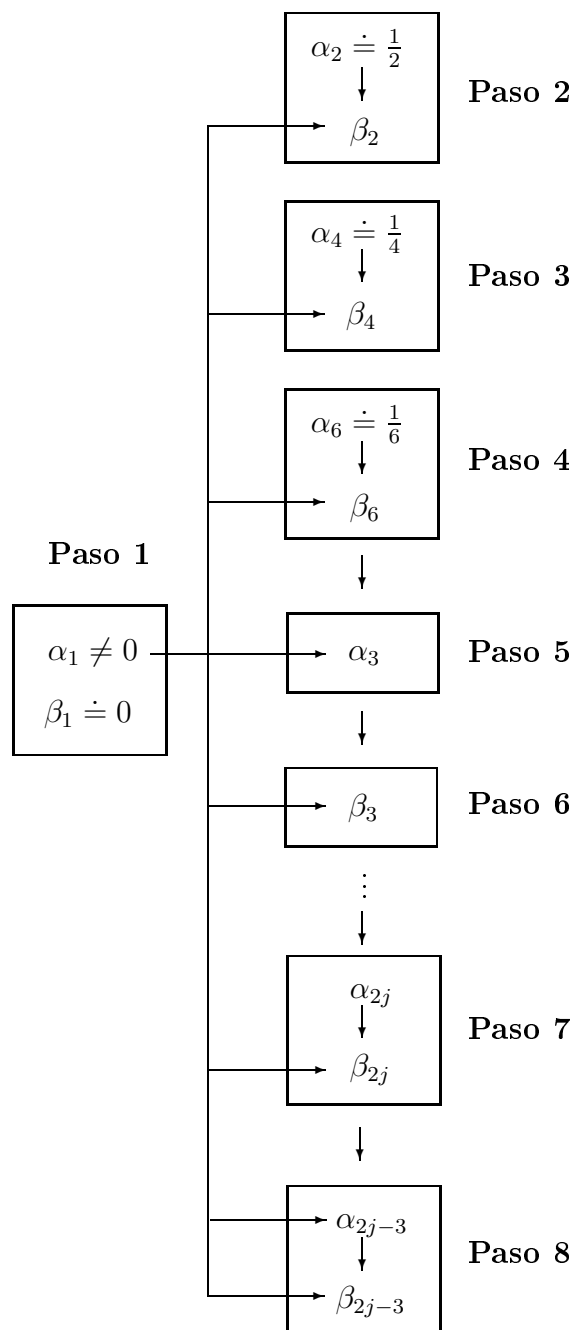 α₂ ≐ 1/2
Paso 2
β₂
α₄ ≐ 1/4
Paso 3
β₄
α₆ ≐ 1/6
Paso 4
β₆
Paso 1
α₁ ≠ 0
β₁ ≐ 0
α₃
Paso 5
β₃
Paso 6
⋮
α₂ⱼ
Paso 7
β₂ⱼ
α₂ⱼ₋₃
Paso 8
β₂ⱼ₋₃